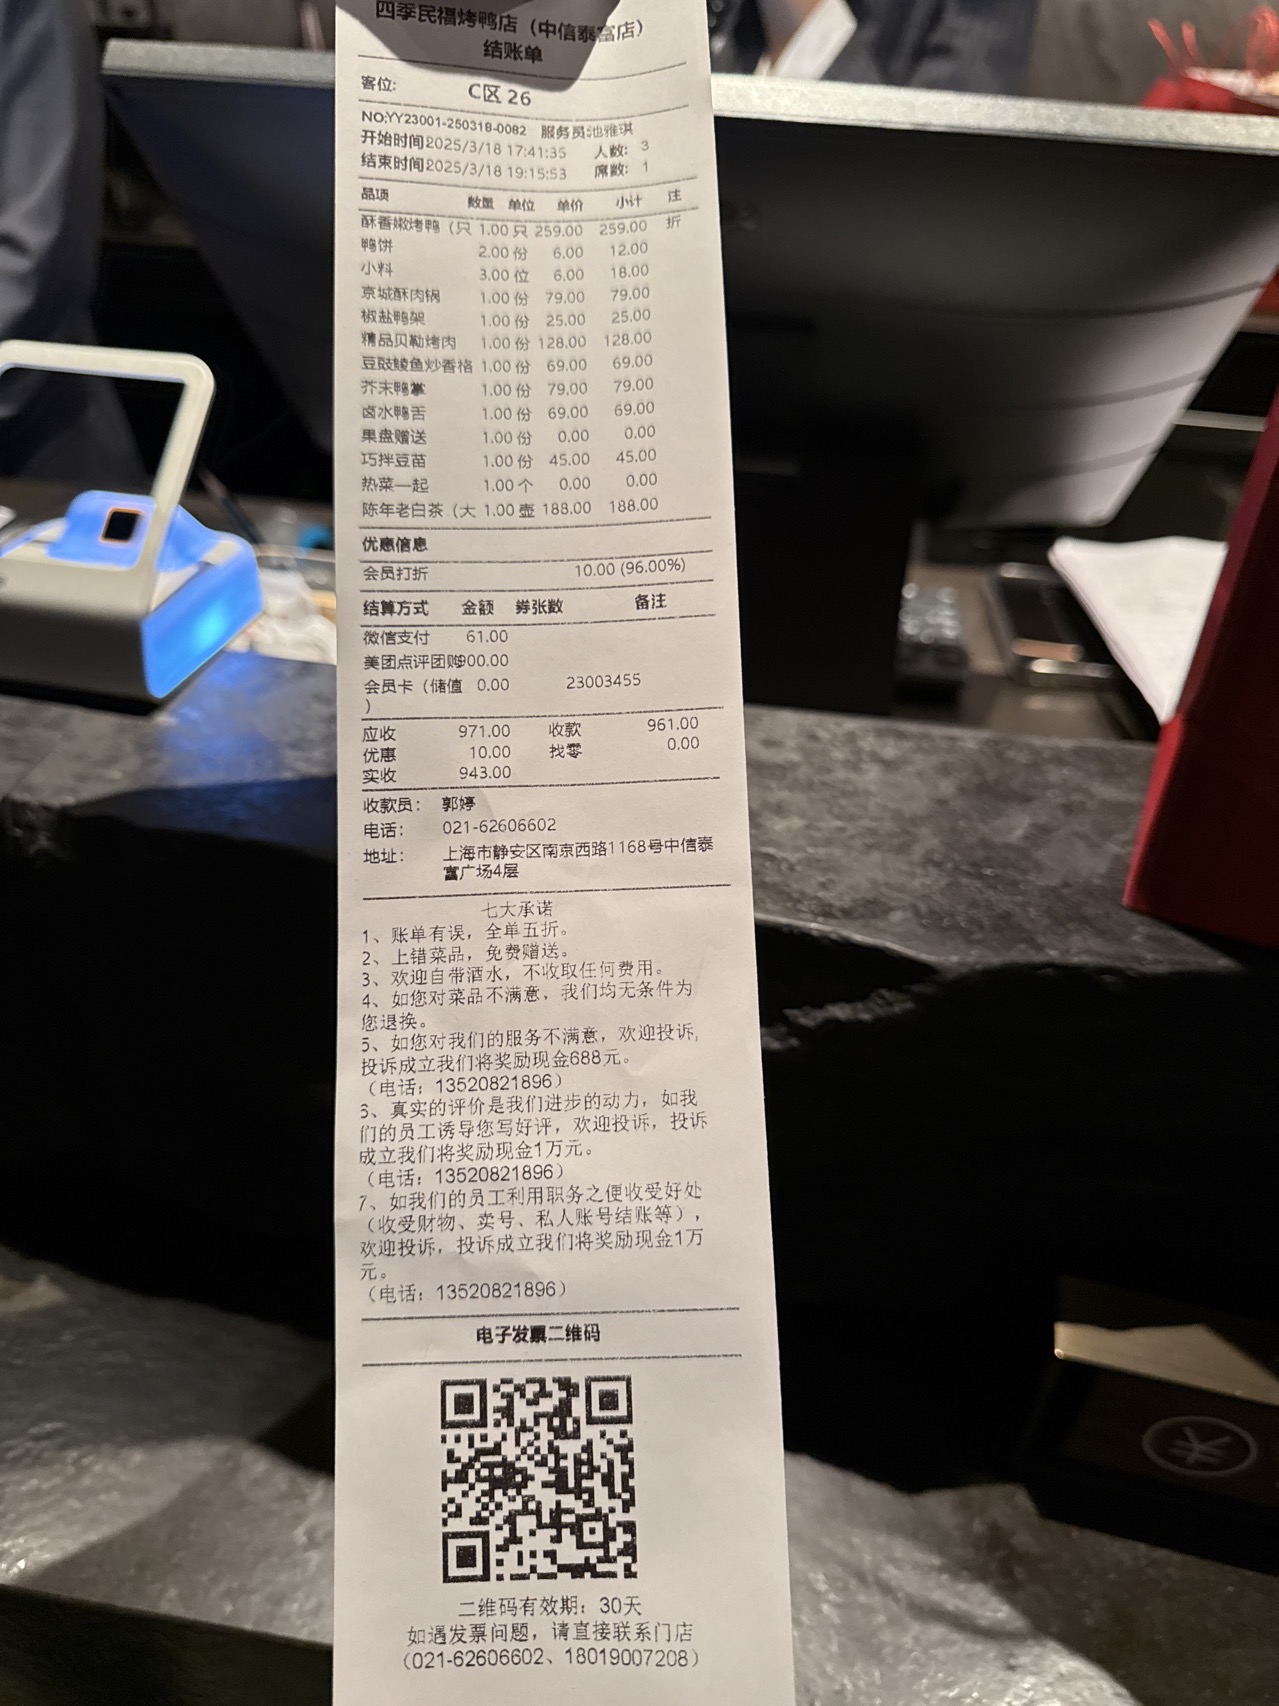 四季民福烤鸭店（中信泰富店）
结账单
客位: C区 26
NO:YY23001-250318-0082 服务员:池雅琪
开始时间2025/3/18 17:41:35 人数: 3
结束时间2025/3/18 19:15:53 席数: 1
品项 数量 单位 单价 小计 注
酥香嫩烤鸭（只 1.00 只 259.00 259.00 折
鸭饼 2.00 份 6.00 12.00
小料 3.00 位 6.00 18.00
京城酥肉锅 1.00 份 79.00 79.00
椒盐鸭架 1.00 份 25.00 25.00
精品贝勒烤肉 1.00 份 128.00 128.00
豆豉鲮鱼炒香格 1.00 份 69.00 69.00
芥末鸭掌 1.00 份 79.00 79.00
卤水鸭舌 1.00 份 69.00 69.00
果盘赠送 1.00 份 0.00 0.00
巧拌豆苗 1.00 份 45.00 45.00
热菜一起 1.00 个 0.00 0.00
陈年老白茶（大 1.00 壶 188.00 188.00
优惠信息
会员打折 10.00 (96.00%)
结算方式 金额 券张数 备注
微信支付 61.00
美团点评团购900.00
会员卡（储值 0.00 23003455
）
应收 971.00 收款 961.00
优惠 10.00 找零 0.00
实收 943.00
收款员: 郭婷
电话: 021-62606602
地址: 上海市静安区南京西路1168号中信泰
富广场4层
七大承诺
1、账单有误，全单五折。
2、上错菜品，免费赠送。
3、欢迎自带酒水，不收取任何费用。
4、如您对菜品不满意，我们均无条件为
您退换。
5、如您对我们的服务不满意，欢迎投诉,
投诉成立我们将奖励现金688元。
（电话: 13520821896）
6、真实的评价是我们进步的动力，如我
们的员工诱导您写好评，欢迎投诉，投诉
成立我们将奖励现金1万元。
（电话: 13520821896）
7、如我们的员工利用职务之便收受好处
（收受财物、卖号、私人账号结账等），
欢迎投诉，投诉成立我们将奖励现金1万
元。
（电话: 13520821896）
电子发票二维码
二维码有效期: 30天
如遇发票问题，请直接联系门店
（021-62606602、18019007208）